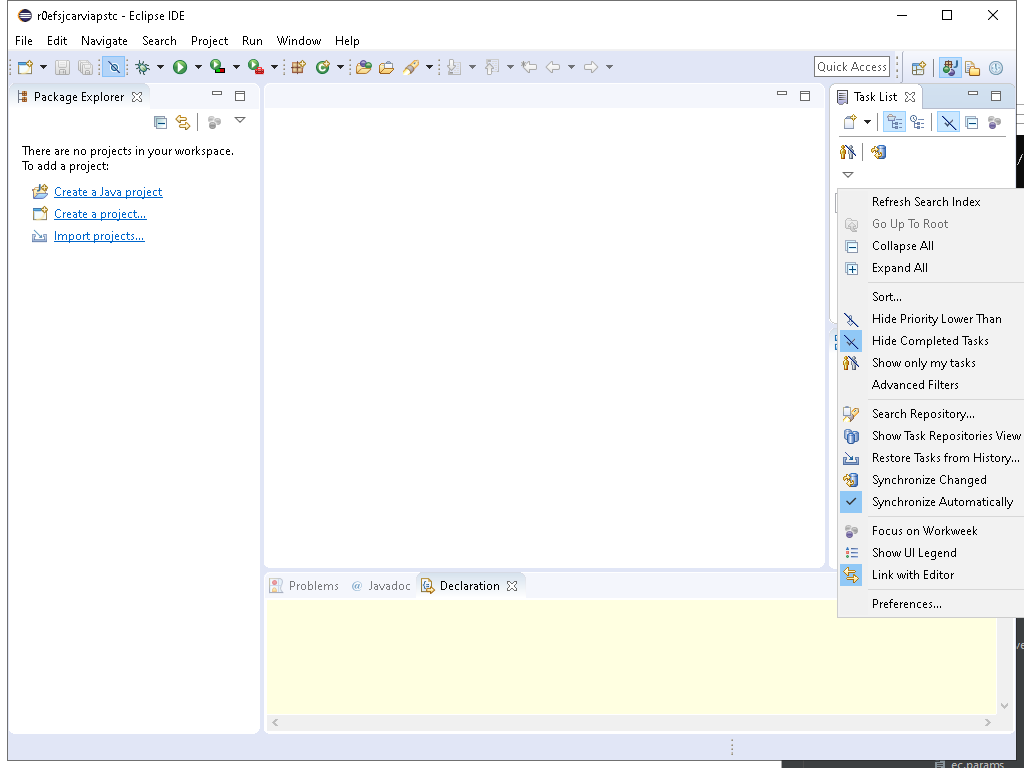 r0efsjcarviapstc - Eclipse IDE
File Edit Navigate Search Project Run Window Help
Quick Access
Package Explorer
There are no projects in your workspace.
To add a project:
Create a Java project
Create a project...
Import projects...
Task List
Refresh Search Index
Go Up To Root
Collapse All
Expand All
Sort...
Hide Priority Lower Than
Hide Completed Tasks
Show only my tasks
Advanced Filters
Search Repository...
Show Task Repositories View
Restore Tasks from History...
Synchronize Changed
Synchronize Automatically
Focus on Workweek
Show UI Legend
Link with Editor
Preferences...
Problems @ Javadoc Declaration
ec.params